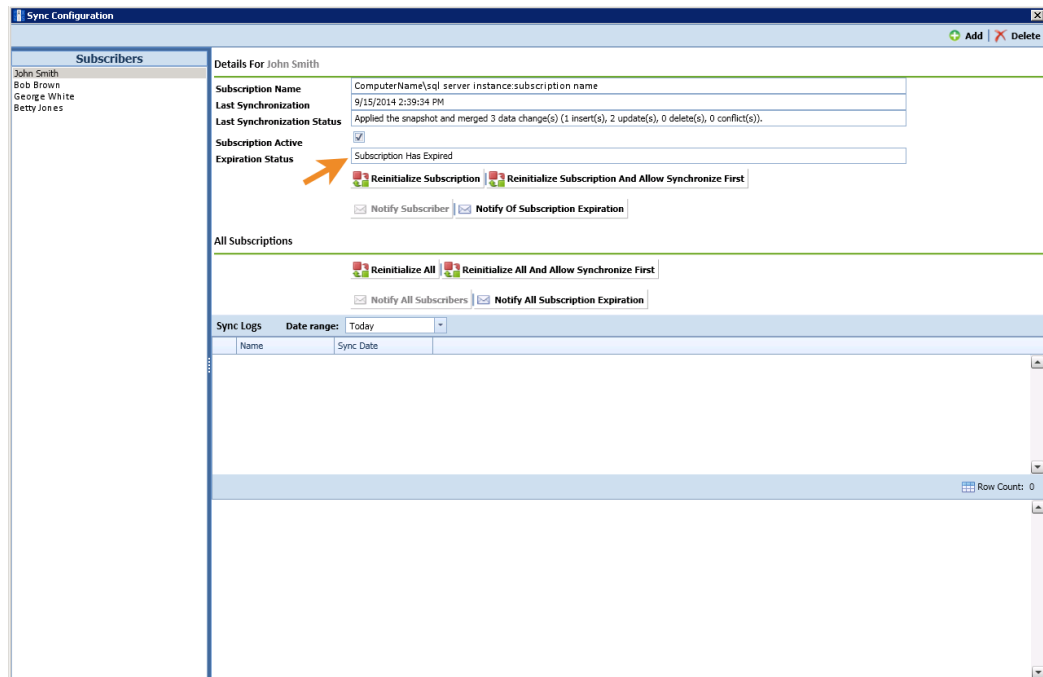 Sync Configuration
Add | Delete
Subscribers
John Smith
Bob Brown
George White
Betty Jones
Details For John Smith
Subscription Name ComputerName\sql server instance:subscription name
Last Synchronization 9/15/2014 2:39:34 PM
Last Synchronization Status Applied the snapshot and merged 3 data change(s) (1 insert(s), 2 update(s), 0 delete(s), 0 conflict(s)).
Subscription Active
Expiration Status Subscription Has Expired
Reinitialize Subscription | Reinitialize Subscription And Allow Synchronize First
Notify Subscriber | Notify Of Subscription Expiration
All Subscriptions
Reinitialize All | Reinitialize All And Allow Synchronize First
Notify All Subscribers | Notify All Subscription Expiration
Sync Logs Date range: Today
Name Sync Date
Row Count: 0